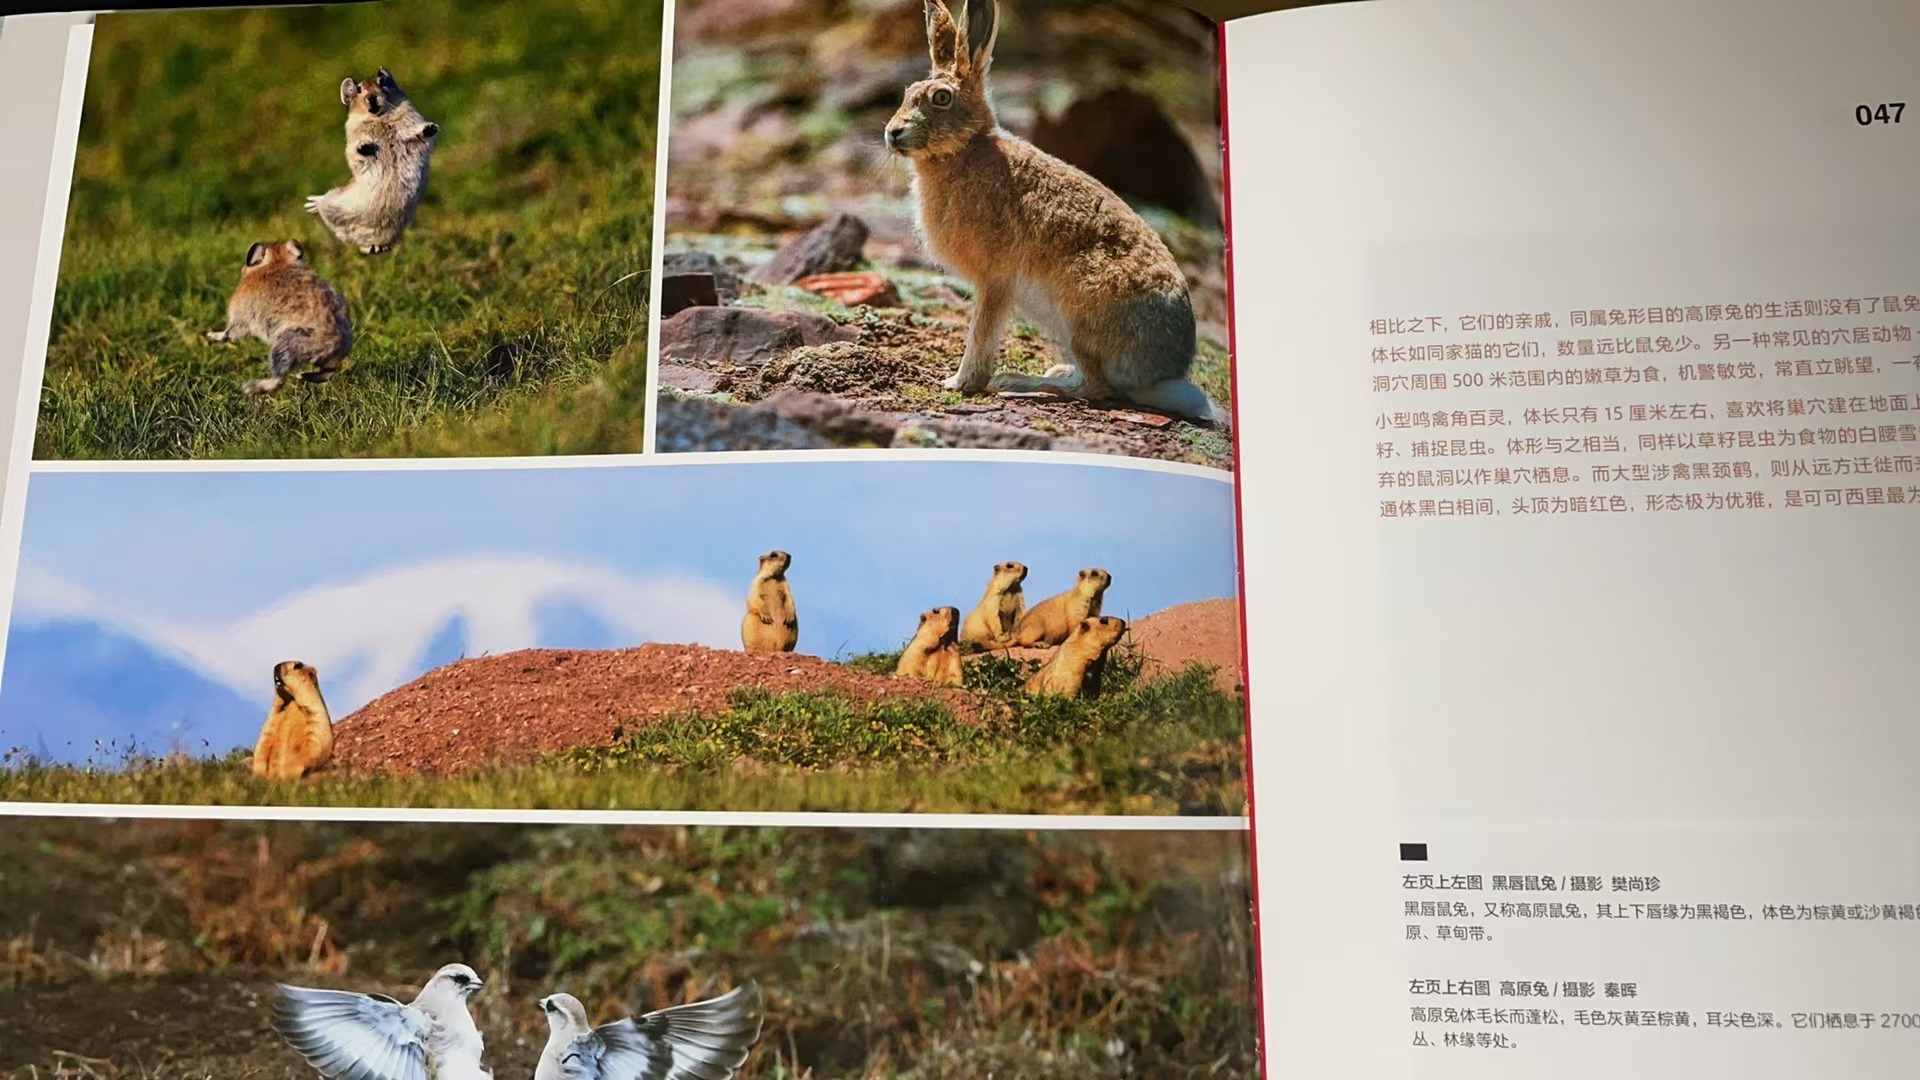 047
相比之下，它们的亲戚，同属兔形目的高原兔的生活则没有了鼠兔
体长如同家猫的它们，数量远比鼠兔少。另一种常见的穴居动物
洞穴周围 500 米范围内的嫩草为食，机警敏觉，常直立眺望，一有
小型鸣禽角百灵，体长只有 15 厘米左右，喜欢将巢穴建在地面上
籽、捕捉昆虫。体形与之相当，同样以草籽昆虫为食物的白腰雪
弃的鼠洞以作巢穴栖息。而大型涉禽黑颈鹤，则从远方迁徙而来
通体黑白相间，头顶为暗红色，形态极为优雅，是可可西里最为
左页上左图 黑唇鼠兔 / 摄影 樊尚珍
黑唇鼠兔，又称高原鼠兔，其上下唇缘为黑褐色，体色为棕黄或沙黄褐色
原、草甸带。
左页上右图 高原兔 / 摄影 秦晖
高原兔体毛长而蓬松，毛色灰黄至棕黄，耳尖色深。它们栖息于 2700
丛、林缘等处。